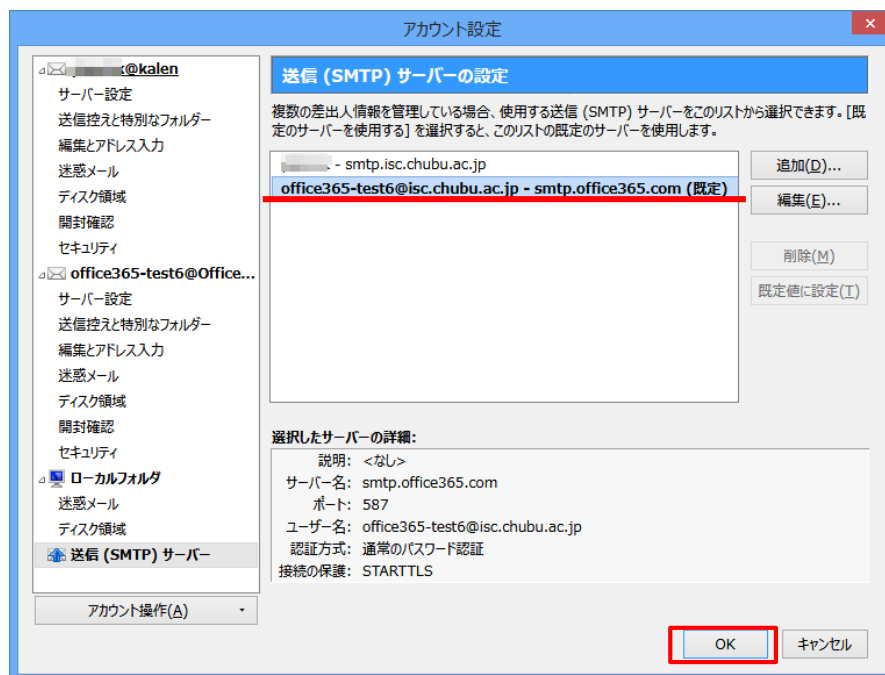 アカウント設定
@kalen
サーバー設定
送信控えと特別なフォルダー
編集とアドレス入力
迷惑メール
ディスク領域
開封確認
セキュリティ
office365-test6@Office...
サーバー設定
送信控えと特別なフォルダー
編集とアドレス入力
迷惑メール
ディスク領域
開封確認
セキュリティ
ローカルフォルダ
迷惑メール
ディスク領域
送信 (SMTP) サーバー
アカウント操作(A)
送信 (SMTP) サーバーの設定
複数の差出人情報を管理している場合、使用する送信 (SMTP) サーバーをこのリストから選択できます。[既
定のサーバーを使用する] を選択すると、このリストの既定のサーバーを使用します。
- smtp.isc.chubu.ac.jp
office365-test6@isc.chubu.ac.jp - smtp.office365.com (既定)
追加(D)...
編集(E)...
削除(M)
既定値に設定(T)
選択したサーバーの詳細:
説明: <なし>
サーバー名: smtp.office365.com
ポート: 587
ユーザー名: office365-test6@isc.chubu.ac.jp
認証方式: 通常のパスワード認証
接続の保護: STARTTLS
OK
キャンセル